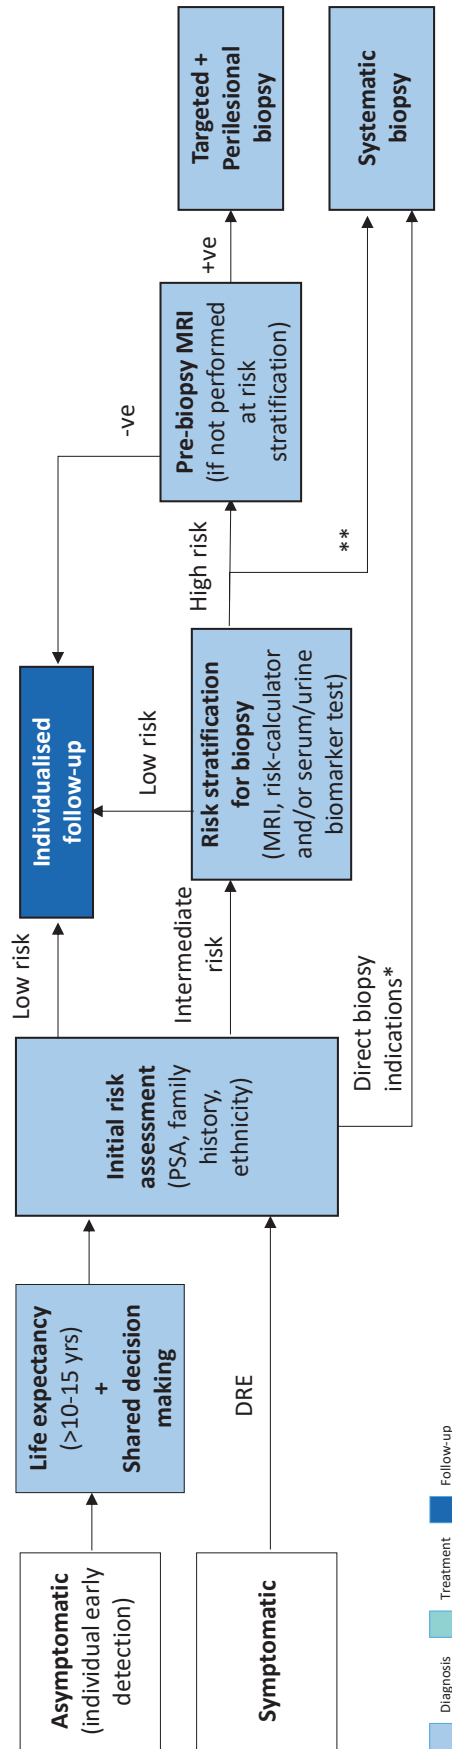 Asymptomatic
(individual early
detection)
Life expectancy
(>10-15 yrs)
+
Shared decision
making
Symptomatic
DRE
Initial risk
assessment
(PSA, family
history,
ethnicity)
Low risk
Individualised
follow-up
Intermediate
risk
Low risk
Risk stratification
for biopsy
(MRI, risk-calculator
and/or serum/urine
biomarker test)
Direct biopsy
indications*
High risk
**
-ve
Pre-biopsy MRI
(if not performed
at risk
stratification)
+ve
Targeted +
Perilesional
biopsy
Systematic
biopsy
Diagnosis
Treatment
Follow-up